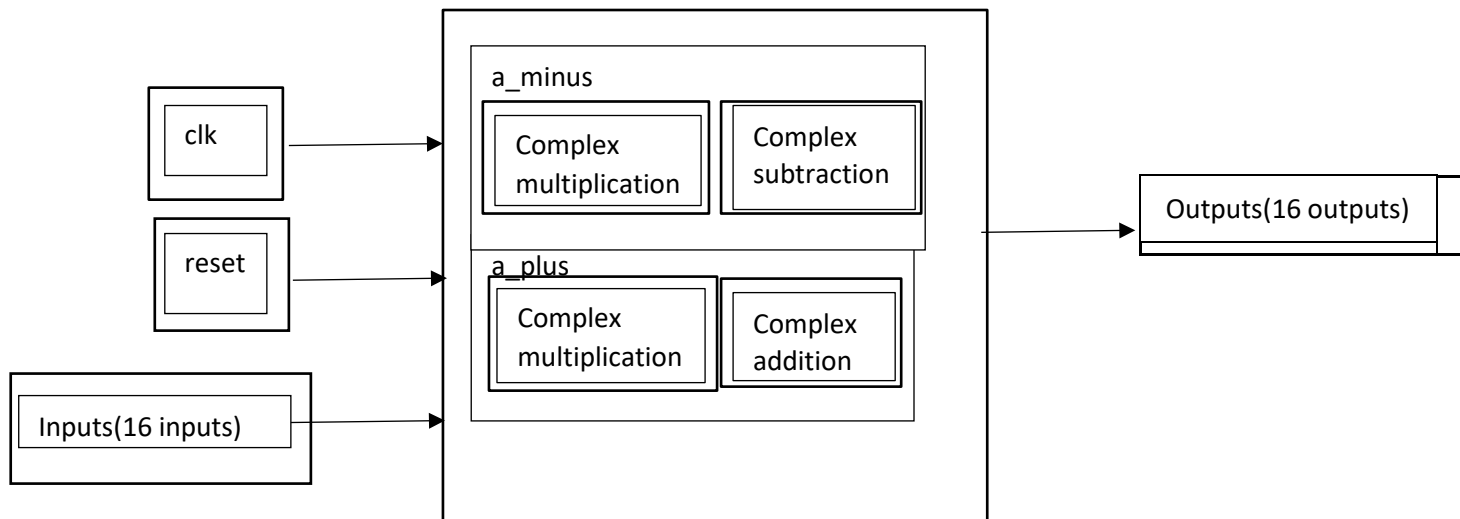 clk
reset
Inputs(16 inputs)
a_minus
Complex
multiplication
Complex
subtraction
a_plus
Complex
multiplication
Complex
addition
Outputs(16 outputs)